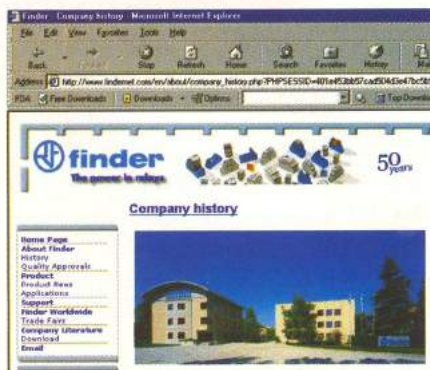 Finder - Company history - Microsoft Internet Explorer
File Edit View Favorites Tools Help
Back Stop Refresh Home Search Favorites History
Address http://www.findernet.com/en/about/company_history.php?PHPSESSID=
Free Downloads Downloads Options Top Down
finder
The power in relays
50 years
Company history
Home Page
About Finder
History
Quality Approvals
Product
Product News
Applications
Support
Finder Worldwide
Trade Fairs
Company Literature
Download
Email